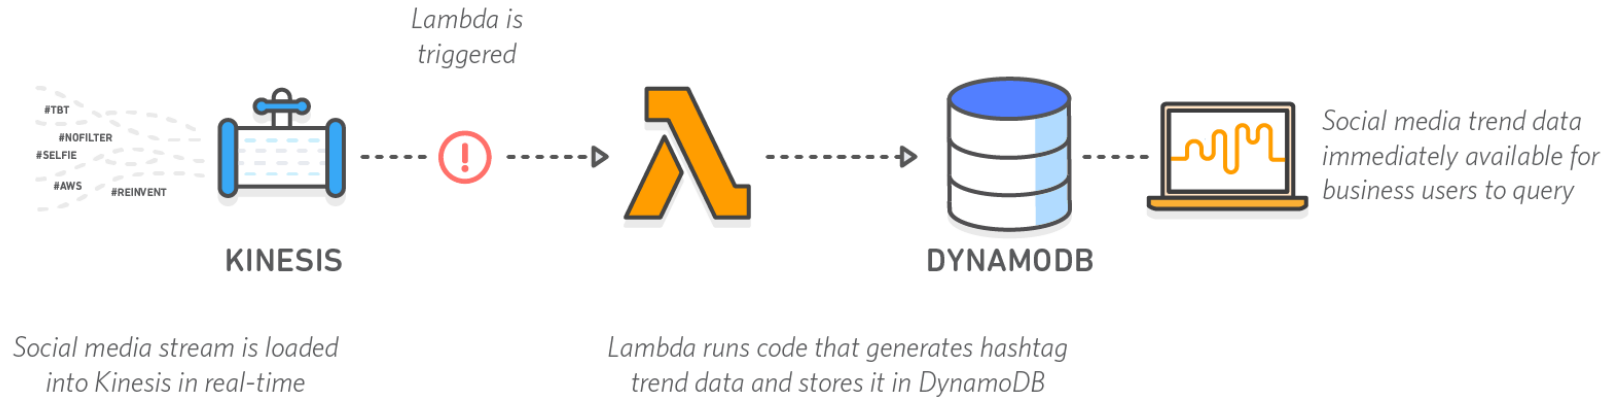 Lambda is
triggered
#TBT
#NOFILTER
#SELFIE
#AWS
#REINVENT
Social media trend data
immediately available for
business users to query
KINESIS
DYNAMODB
Social media stream is loaded
into Kinesis in real-time
Lambda runs code that generates hashtag
trend data and stores it in DynamoDB